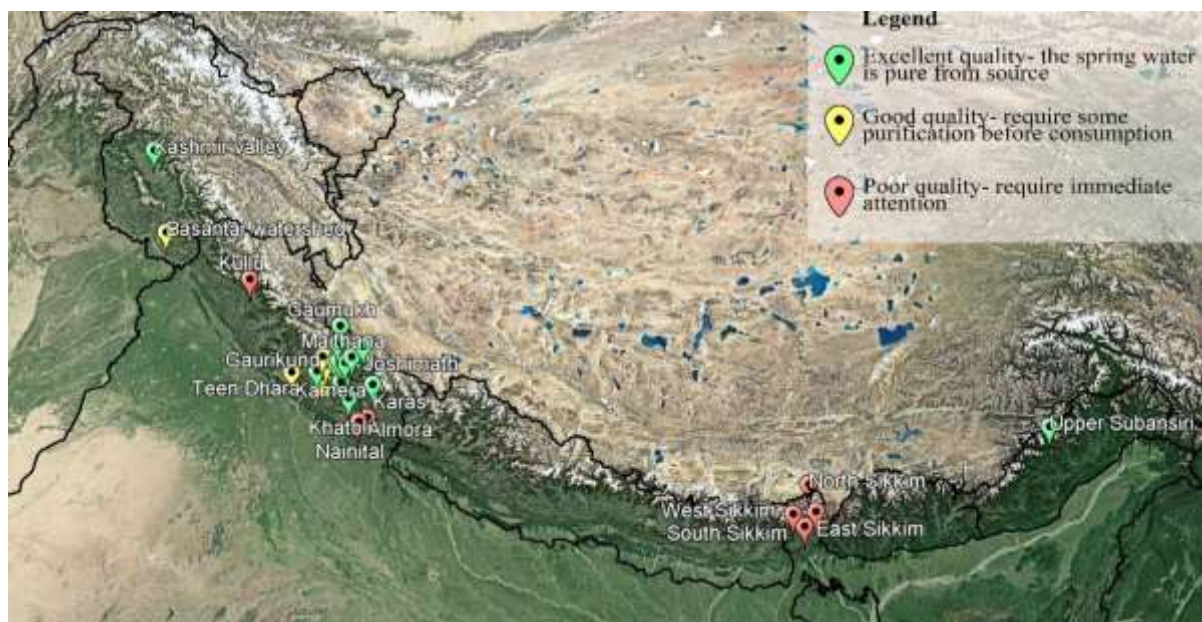 Legend
Excellent quality- the spring water
is pure from source
Good quality- require some
purification before consumption
Poor quality- require immediate
attention
Kashmir valley
Basantar watershed
Kullu
Gaumukh
Maithana
Gaurikund
Joshimath
Teen Dhara
Kamera
Karas
Khatol
Almora
Nainital
Upper Subansiri
North Sikkim
West Sikkim
South Sikkim
East Sikkim